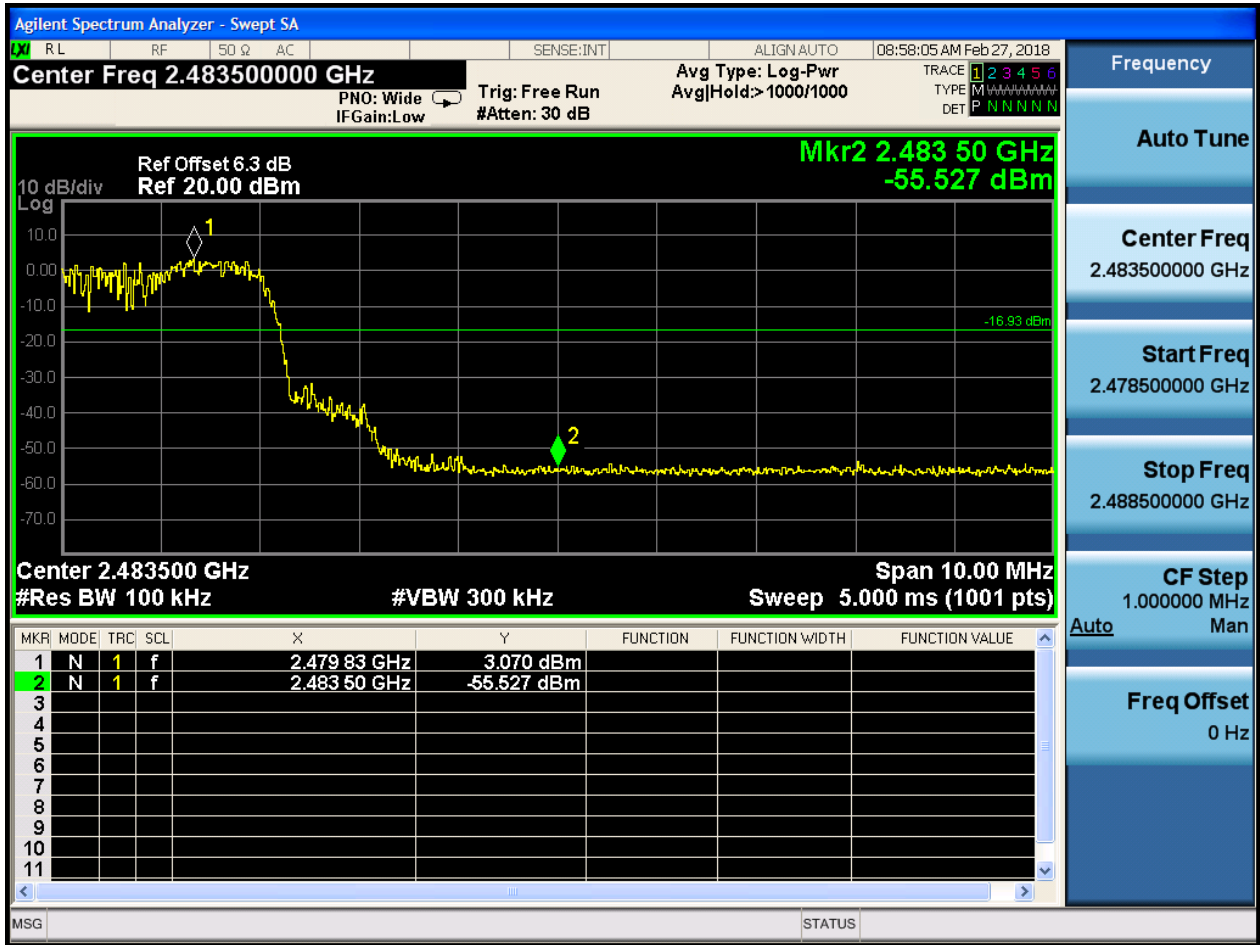 Agilent Spectrum Analyzer - Swept SA
LXI RL RF 50 Ω AC SENSE:INT ALIGN AUTO 08:58:05 AM Feb 27, 2018
Center Freq 2.483500000 GHz
PNO: Wide
IFGain:Low
Trig: Free Run
#Atten: 30 dB
Avg Type: Log-Pwr
Avg|Hold:>1000/1000
TRACE 1 2 3 4 5 6
TYPE M
DET P N N N N N
Ref Offset 6.3 dB
10 dB/div Ref 20.00 dBm
Log
Mkr2 2.483 50 GHz
-55.527 dBm
10.0
0.00
-10.0
-20.0
-30.0
-40.0
-50.0
-60.0
-70.0
1
2
-16.93 dBm
Center 2.483500 GHz Span 10.00 MHz
#Res BW 100 kHz #VBW 300 kHz Sweep 5.000 ms (1001 pts)
MKR MODE TRC SCL X Y FUNCTION FUNCTION WIDTH FUNCTION VALUE
1 N 1 f 2.479 83 GHz 3.070 dBm
2 N 1 f 2.483 50 GHz -55.527 dBm
3
4
5
6
7
8
9
10
11
MSG STATUS
Frequency
Auto Tune
Center Freq
2.483500000 GHz
Start Freq
2.478500000 GHz
Stop Freq
2.488500000 GHz
CF Step
1.000000 MHz
Auto Man
Freq Offset
0 Hz